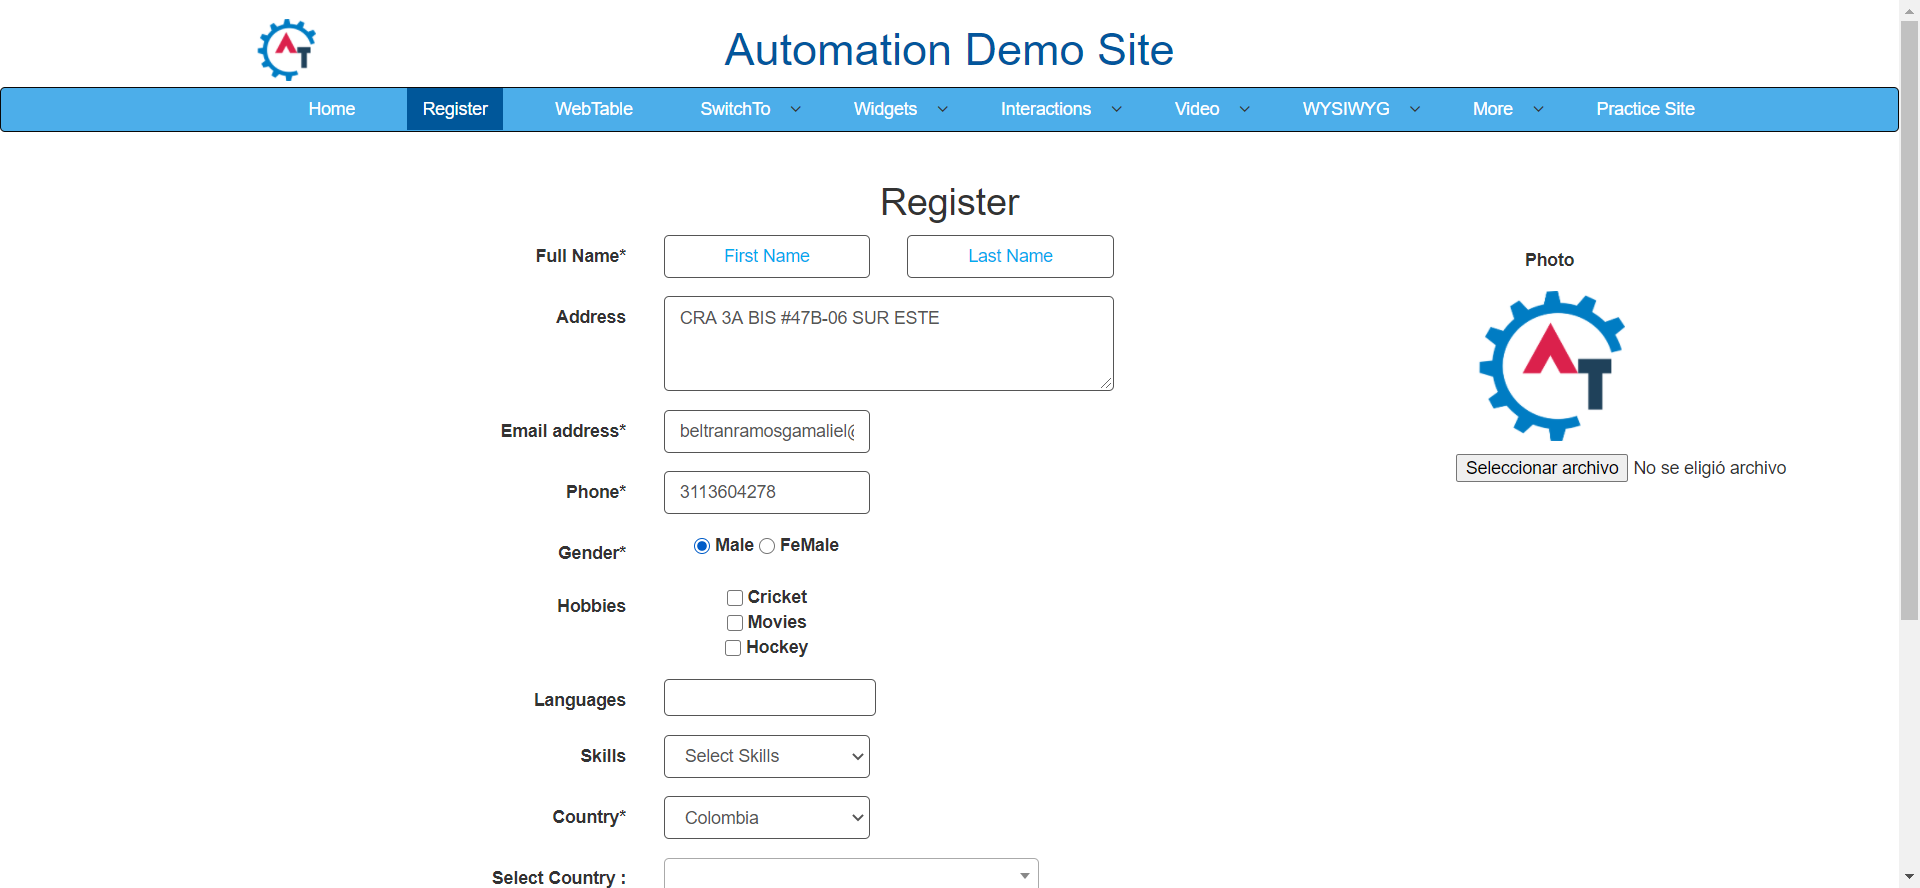 AT
Automation Demo Site
Home Register WebTable SwitchTo Widgets Interactions Video WYSIWYG More Practice Site
Register
Full Name* First Name Last Name
Photo
Address CRA 3A BIS #47B-06 SUR ESTE
AT
Email address* beltranramosgamaliel@
Seleccionar archivo No se eligió archivo
Phone* 3113604278
Gender* Male FeMale
Hobbies Cricket
Movies
Hockey
Languages
Skills Select Skills
Country* Colombia
Select Country :